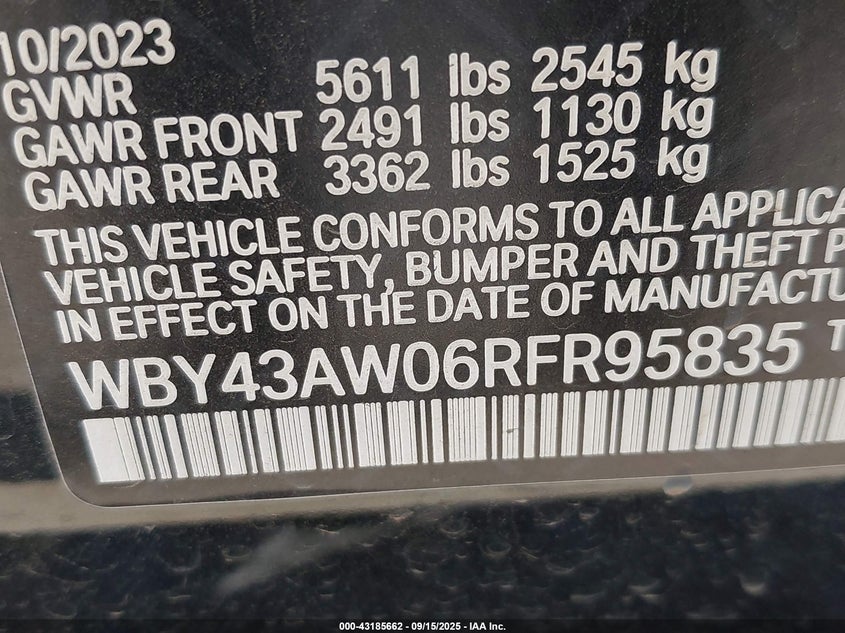 10/2023
GVWR 5611 lbs 2545 kg
GAWR FRONT 2491 lbs 1130 kg
GAWR REAR 3362 lbs 1525 kg
THIS VEHICLE CONFORMS TO ALL APPLICA
VEHICLE SAFETY, BUMPER AND THEFT P
IN EFFECT ON THE DATE OF MANUFACTU
WBY43AW06RFR95835 T
000-43185662 - 09/15/2025 - IAA Inc.